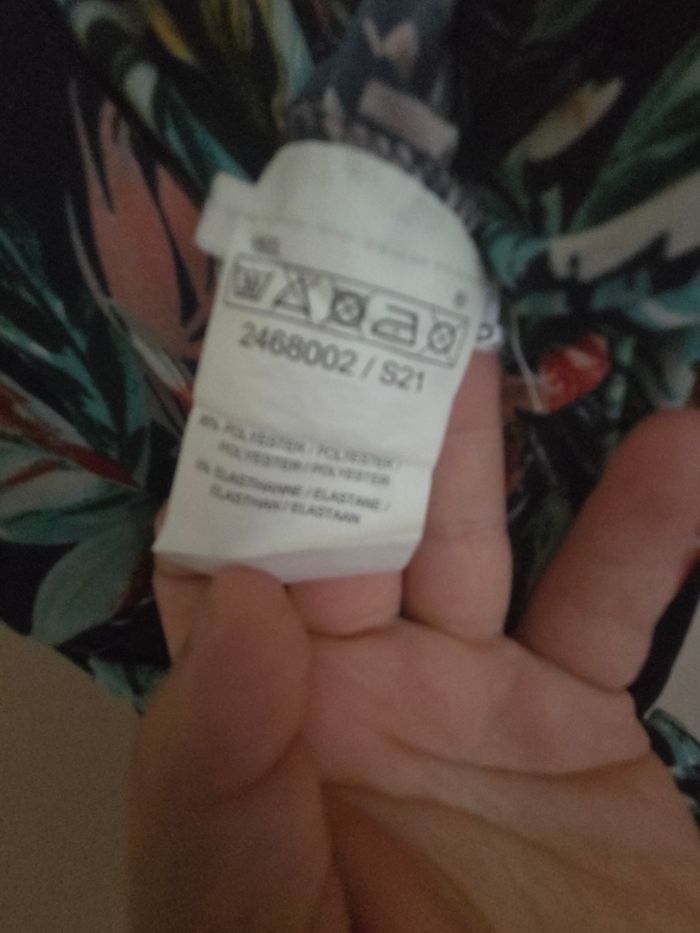 2468002 / S21
POLYESTER / POLYESTER /
POLYESTER / POLYESTER
ELASTHANNE / ELASTANE /
ELASTHAN / ELASTAAN